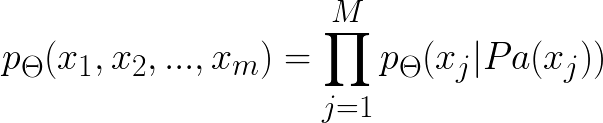 p_Θ(x_1, x_2, ..., x_m) = ∏_{j=1}^{M} p_Θ(x_j|Pa(x_j))